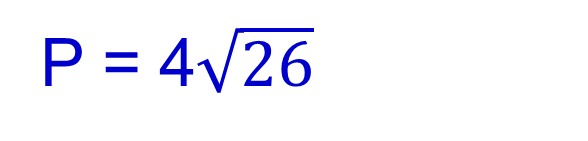 P = 4√26